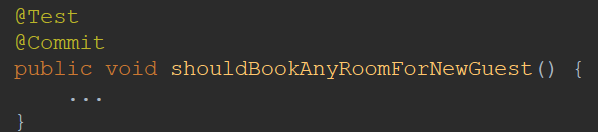 @Test
@Commit
public void shouldBookAnyRoomForNewGuest() {
    ...
}